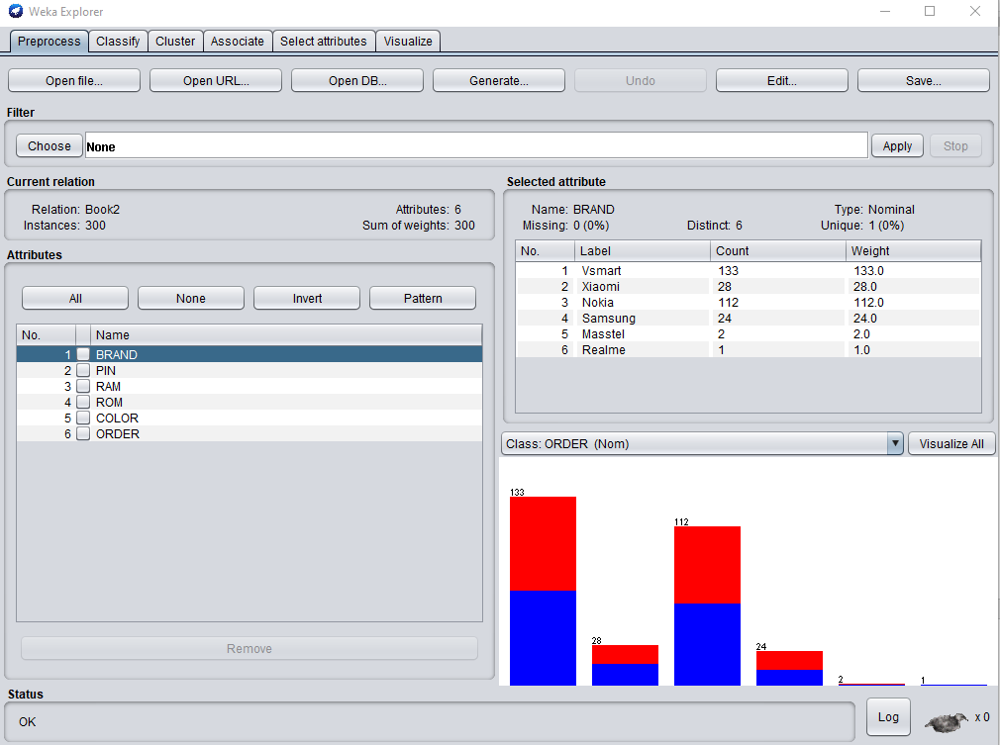 Weka Explorer
Preprocess Classify Cluster Associate Select attributes Visualize
Open file... Open URL... Open DB... Generate... Undo Edit... Save...
Filter
Choose None Apply Stop
Current relation
Relation: Book2 Attributes: 6
Instances: 300 Sum of weights: 300
Attributes
All None Invert Pattern
No. Name
1 BRAND
2 PIN
3 RAM
4 ROM
5 COLOR
6 ORDER
Remove
Selected attribute
Name: BRAND Type: Nominal
Missing: 0 (0%) Distinct: 6 Unique: 1 (0%)
No. Label Count Weight
1 Vsmart 133 133.0
2 Xiaomi 28 28.0
3 Nokia 112 112.0
4 Samsung 24 24.0
5 Masstel 2 2.0
6 Realme 1 1.0
Class: ORDER (Nom) Visualize All
133
28
112
24
2
1
Status
OK
Log x 0